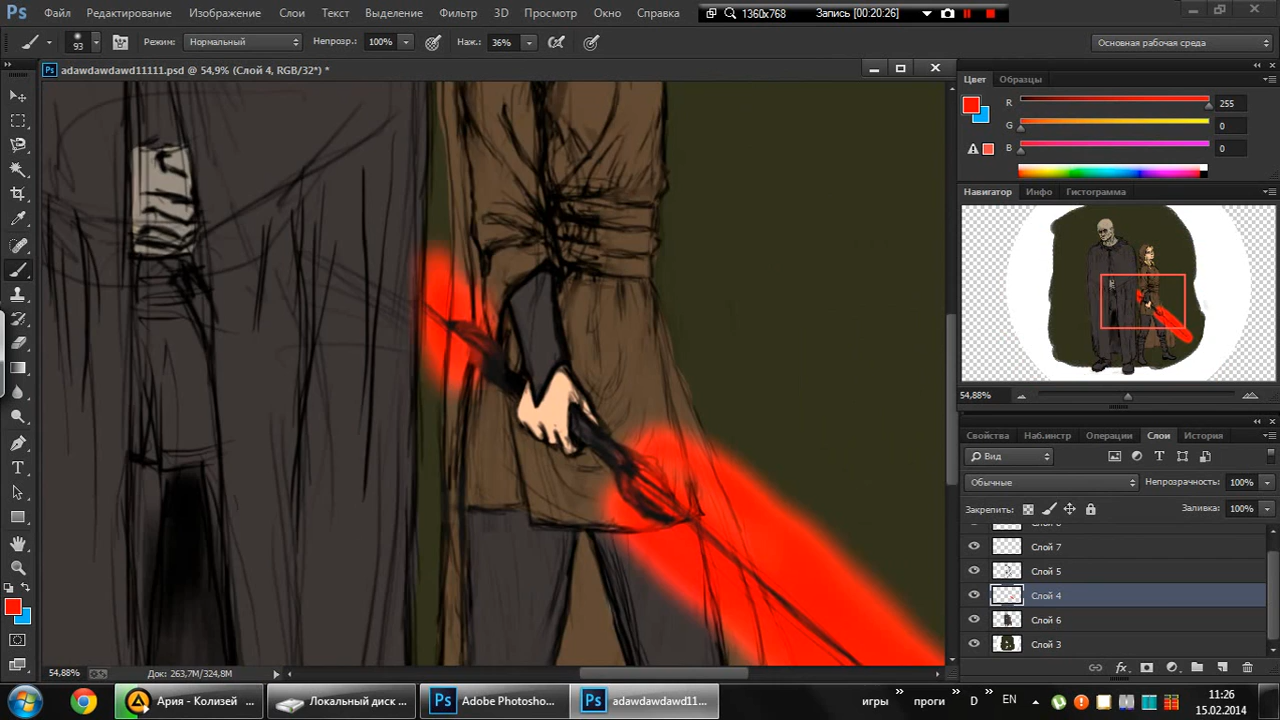 Ps Файл Редактирование Изображение Слои Текст Выделение Фильтр 3D Просмотр Окно Справка 1360x768 Запись [00:20:26]
93 Режим: Нормальный Непрозр.: 100% Наж.: 36% Основная рабочая среда
adawdawdawd11111.psd @ 54,9% (Слой 4, RGB/32*) *
Цвет Образцы
R 255
G 0
B 0
Навигатор Инфо Гистограмма
54,88%
Свойства Наб.инстр Операции Слои История
Вид
Обычные Непрозрачность: 100%
Закрепить: Заливка: 100%
Слой 7
Слой 5
Слой 4
Слой 6
Слой 3
54,88% Док: 263,7M/324,8M
Ария - Колизей ... Локальный диск ... Adobe Photosho... adawdawdawd11... игры » проги » D » EN 11:26
15.02.2014